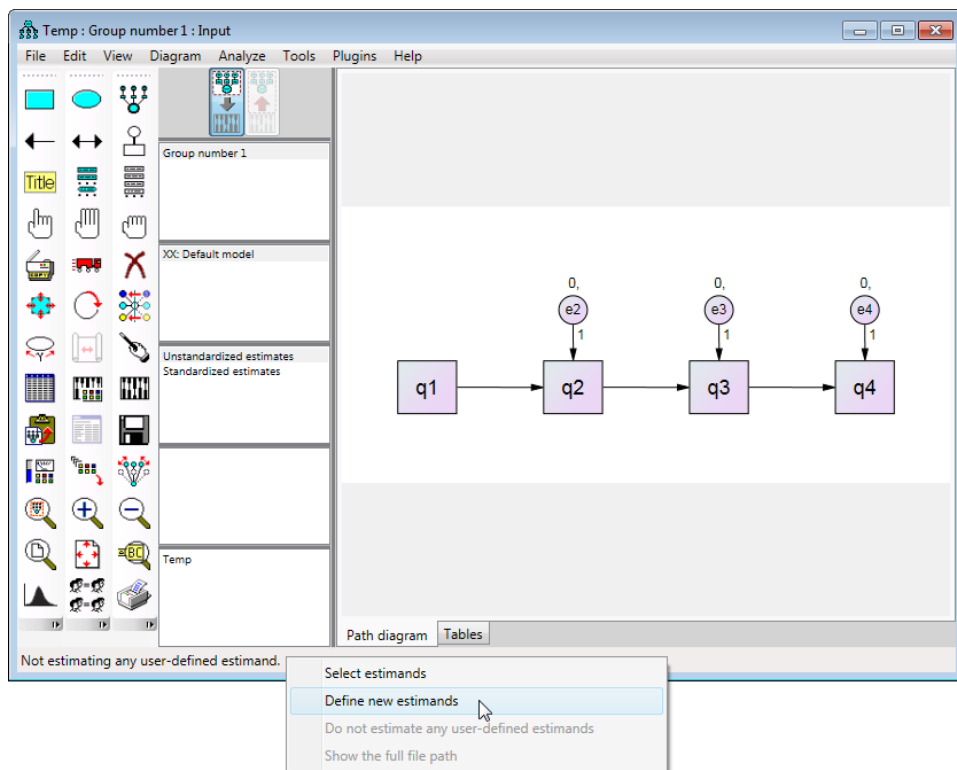 Temp : Group number 1 : Input
File Edit View Diagram Analyze Tools Plugins Help
Title
Group number 1
XX: Default model
Unstandardized estimates
Standardized estimates
Temp
0, 0, 0,
e2 e3 e4
1 1 1
q1 q2 q3 q4
Path diagram Tables
Not estimating any user-defined estimand.
Select estimands
Define new estimands
Do not estimate any user-defined estimands
Show the full file path